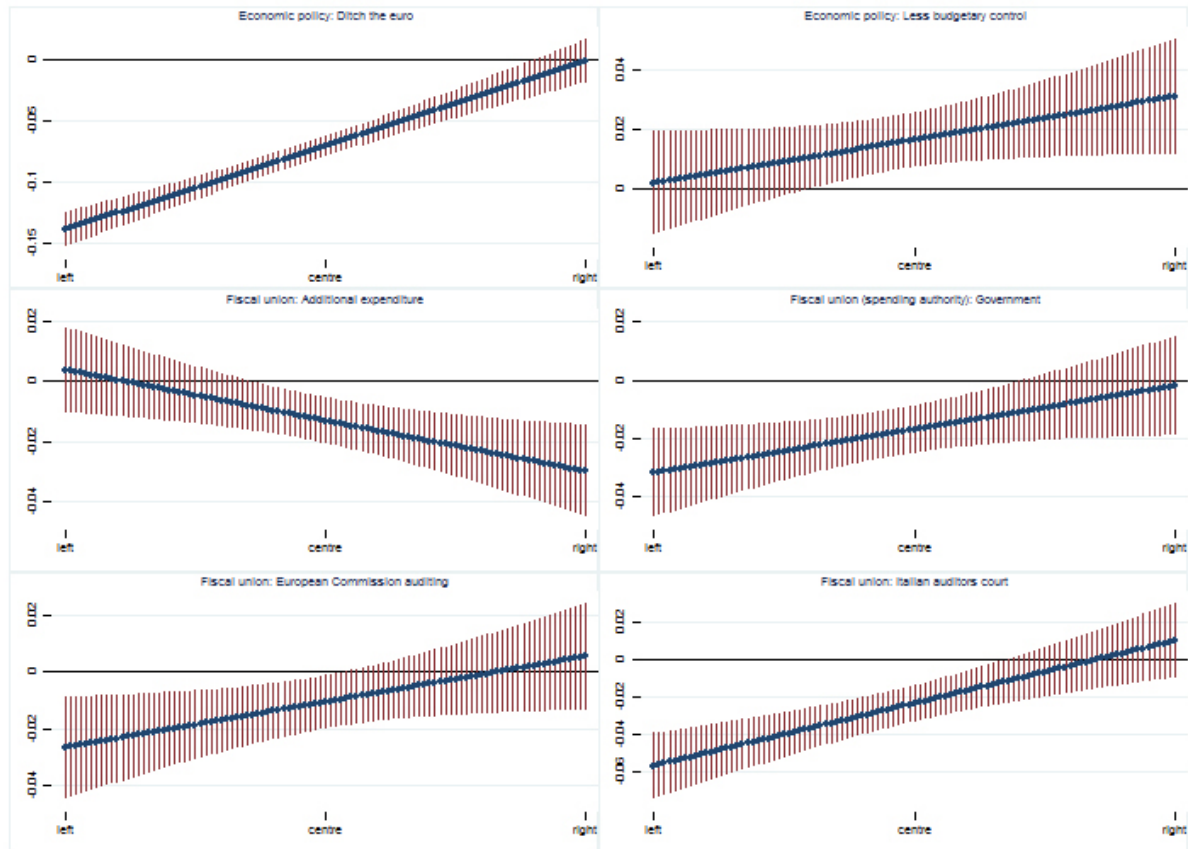 Economic policy: Ditch the euro
0
-0.05
-0.1
-0.15
left centre right
Economic policy: Less budgetary control
0.04
0.02
0
left centre right
Fiscal union: Additional expenditure
0.02
0
-0.02
-0.04
left centre right
Fiscal union (spending authority): Government
0.02
0
-0.02
-0.04
left centre right
Fiscal union: European Commission auditing
0.02
0
-0.02
-0.04
left centre right
Fiscal union: Italian auditors court
0.02
0
-0.02
-0.04
-0.06
left centre right